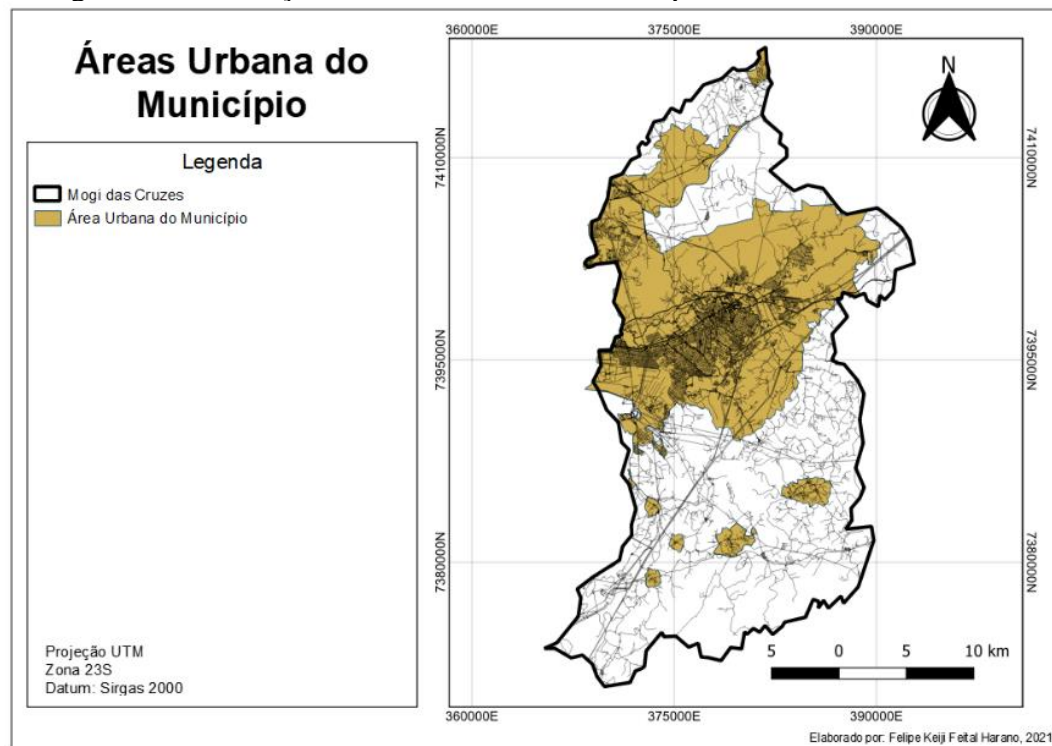 Áreas Urbana do
Município
Legenda
Mogi das Cruzes
Área Urbana do Município
Projeção UTM
Zona 23S
Datum: Sirgas 2000
360000E 375000E 390000E
N
7410000N 7410000N
7395000N 7395000N
7380000N 7380000N
5 0 5 10 km
360000E 375000E 390000E
Elaborado por: Felipe Keiji Feital Harano, 2021